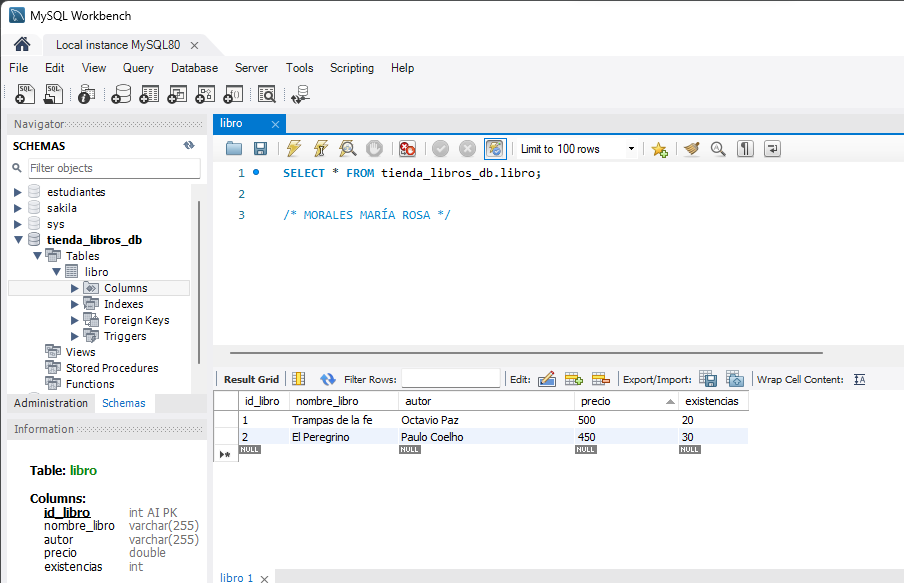 MySQL Workbench
Local instance MySQL80
File Edit View Query Database Server Tools Scripting Help
Navigator
SCHEMAS
Filter objects
estudiantes
sakila
sys
tienda_libros_db
Tables
libro
Columns
Indexes
Foreign Keys
Triggers
Views
Stored Procedures
Functions
Administration Schemas
Information
Table: libro
Columns:
id_libro int AI PK
nombre_libro varchar(255)
autor varchar(255)
precio double
existencias int
libro
Limit to 100 rows
1 SELECT * FROM tienda_libros_db.libro;
2
3 /* MORALES MARÍA ROSA */
Result Grid Filter Rows: Edit: Export/Import: Wrap Cell Content:
id_libro nombre_libro autor precio existencias
1 Trampas de la fe Octavio Paz 500 20
2 El Peregrino Paulo Coelho 450 30
NULL NULL NULL NULL
libro 1